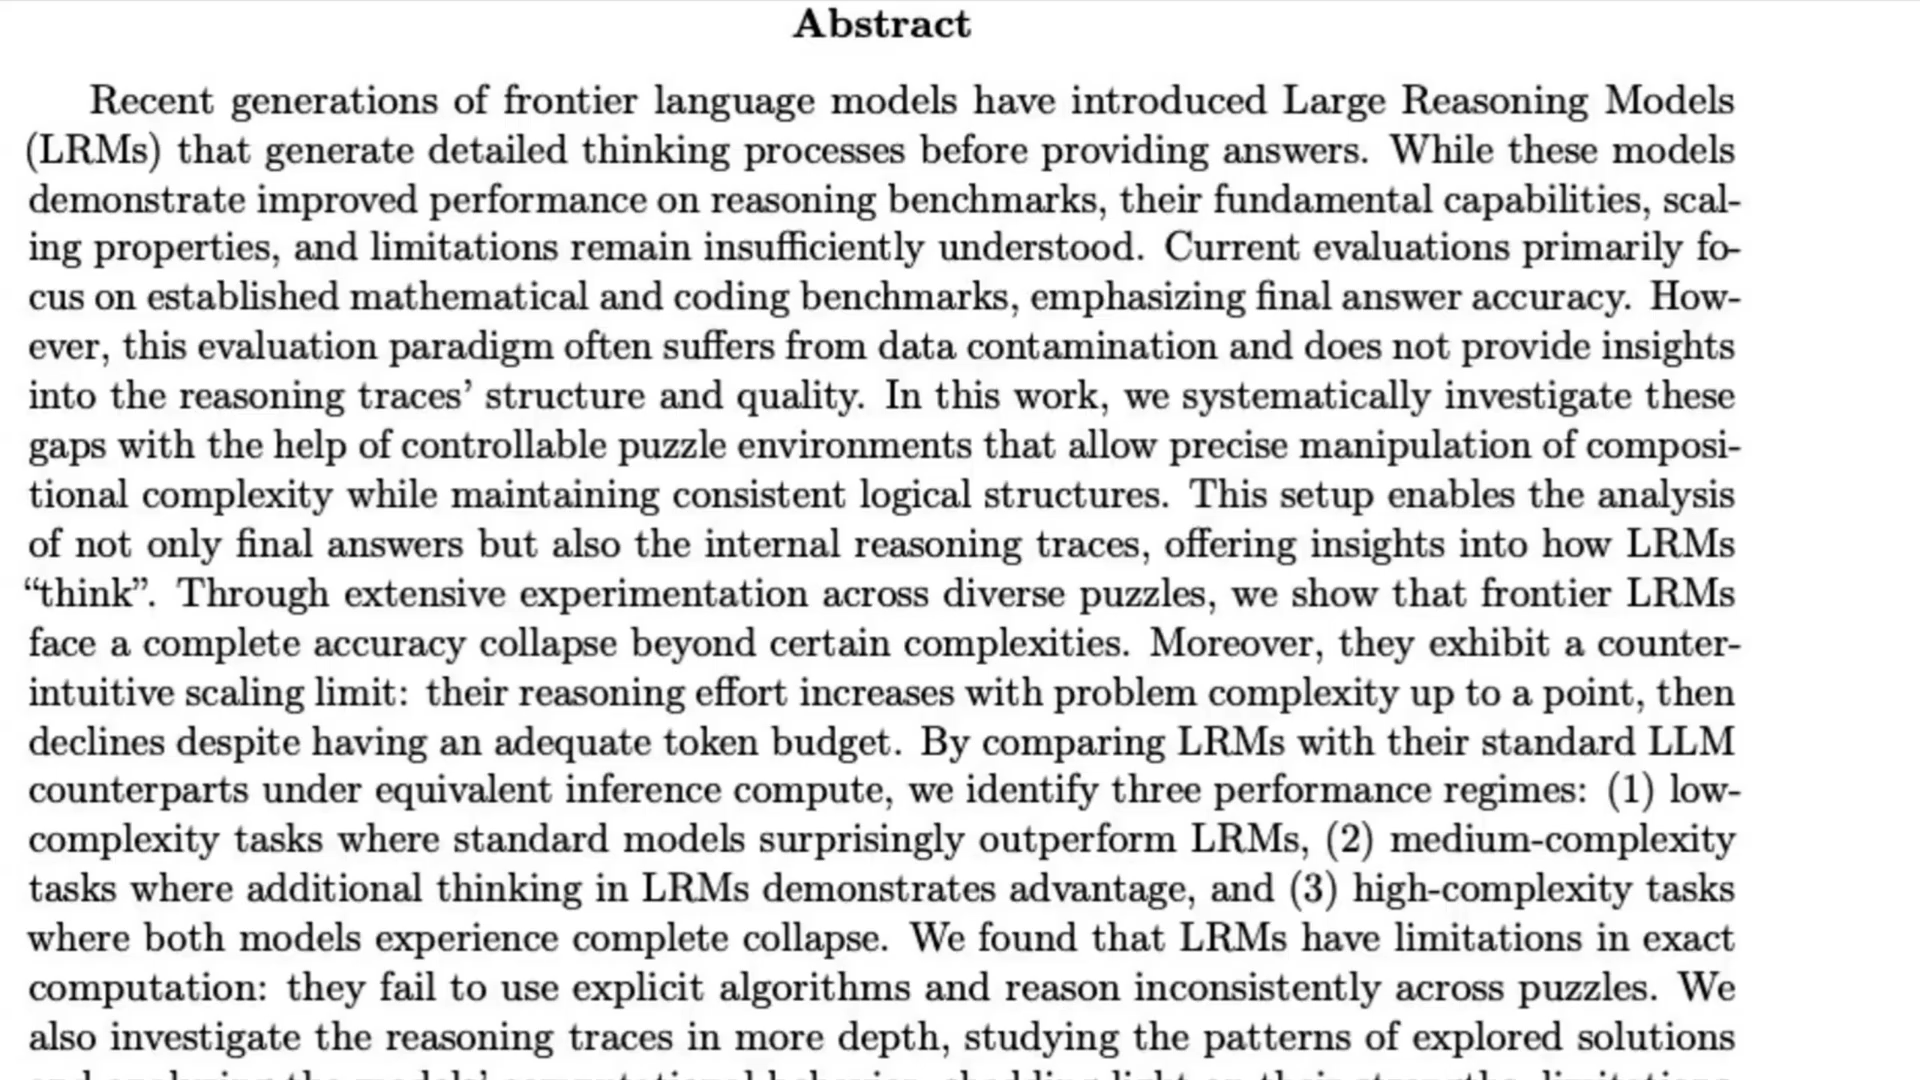 Abstract
Recent generations of frontier language models have introduced Large Reasoning Models
(LRMs) that generate detailed thinking processes before providing answers. While these models
demonstrate improved performance on reasoning benchmarks, their fundamental capabilities, scal-
ing properties, and limitations remain insufficiently understood. Current evaluations primarily fo-
cus on established mathematical and coding benchmarks, emphasizing final answer accuracy. How-
ever, this evaluation paradigm often suffers from data contamination and does not provide insights
into the reasoning traces’ structure and quality. In this work, we systematically investigate these
gaps with the help of controllable puzzle environments that allow precise manipulation of composi-
tional complexity while maintaining consistent logical structures. This setup enables the analysis
of not only final answers but also the internal reasoning traces, offering insights into how LRMs
“think”. Through extensive experimentation across diverse puzzles, we show that frontier LRMs
face a complete accuracy collapse beyond certain complexities. Moreover, they exhibit a counter-
intuitive scaling limit: their reasoning effort increases with problem complexity up to a point, then
declines despite having an adequate token budget. By comparing LRMs with their standard LLM
counterparts under equivalent inference compute, we identify three performance regimes: (1) low-
complexity tasks where standard models surprisingly outperform LRMs, (2) medium-complexity
tasks where additional thinking in LRMs demonstrates advantage, and (3) high-complexity tasks
where both models experience complete collapse. We found that LRMs have limitations in exact
computation: they fail to use explicit algorithms and reason inconsistently across puzzles. We
also investigate the reasoning traces in more depth, studying the patterns of explored solutions